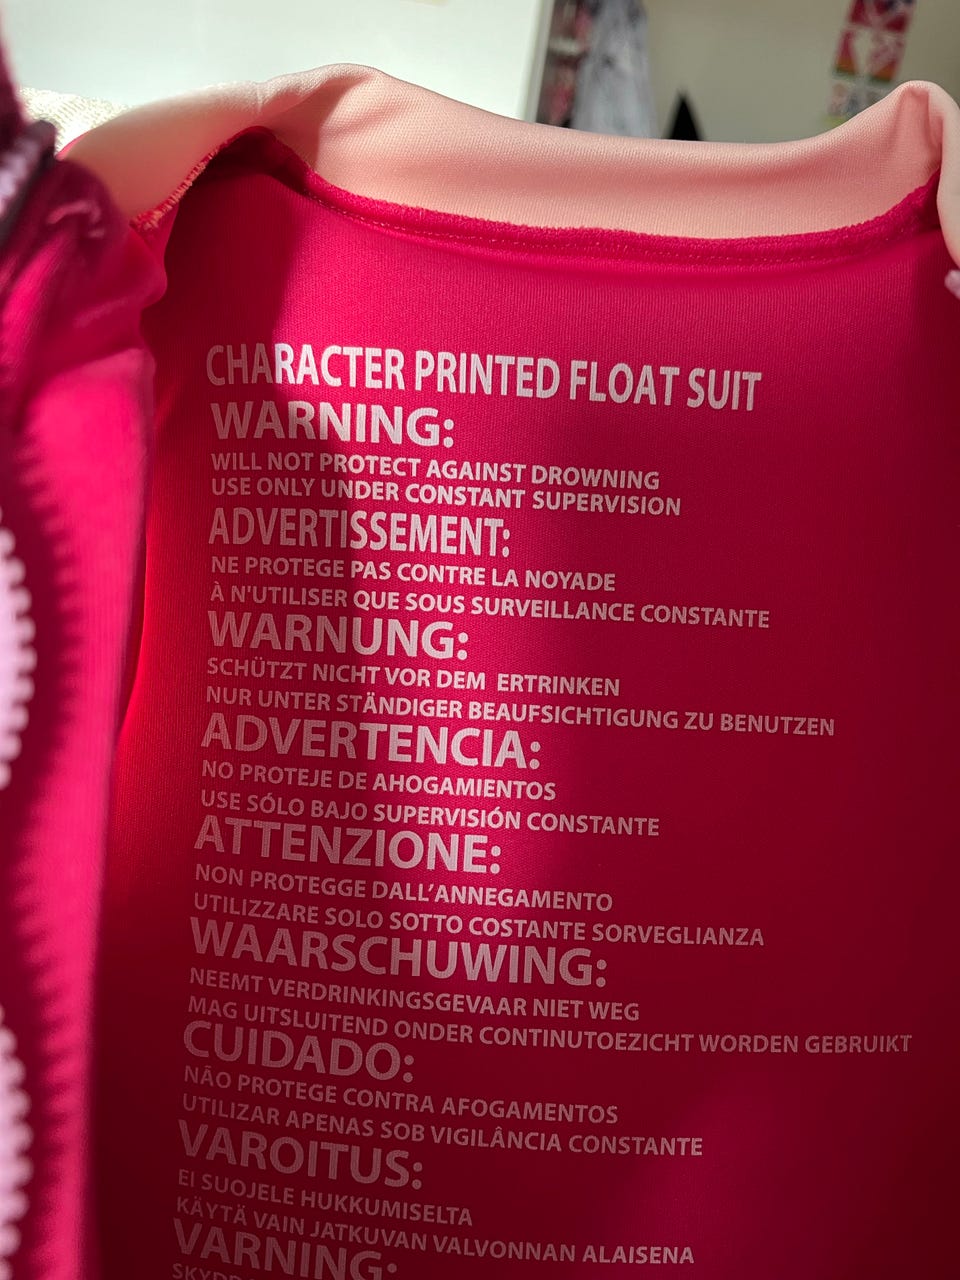 CHARACTER PRINTED FLOAT SUIT
WARNING:
WILL NOT PROTECT AGAINST DROWNING
USE ONLY UNDER CONSTANT SUPERVISION
ADVERTISSEMENT:
NE PROTEGE PAS CONTRE LA NOYADE
À N'UTILISER QUE SOUS SURVEILLANCE CONSTANTE
WARNUNG:
SCHÜTZT NICHT VOR DEM ERTRINKEN
NUR UNTER STÄNDIGER BEAUFSICHTIGUNG ZU BENUTZEN
ADVERTENCIA:
NO PROTEJE DE AHOGAMIENTOS
USE SÓLO BAJO SUPERVISIÓN CONSTANTE
ATTENZIONE:
NON PROTEGGE DALL’ANNEGAMENTO
UTILIZZARE SOLO SOTTO COSTANTE SORVEGLIANZA
WAARSCHUWING:
NEEMT VERDRINKINGSGEVAAR NIET WEG
MAG UITSLUITEND ONDER CONTINUTOEZICHT WORDEN GEBRUIKT
CUIDADO:
NÃO PROTEGE CONTRA AFOGAMENTOS
UTILIZAR APENAS SOB VIGILÂNCIA CONSTANTE
VAROITUS:
EI SUOJELE HUKKUMISELTA
KÄYTÄ VAIN JATKUVAN VALVONNAN ALAISENA
VARNING: